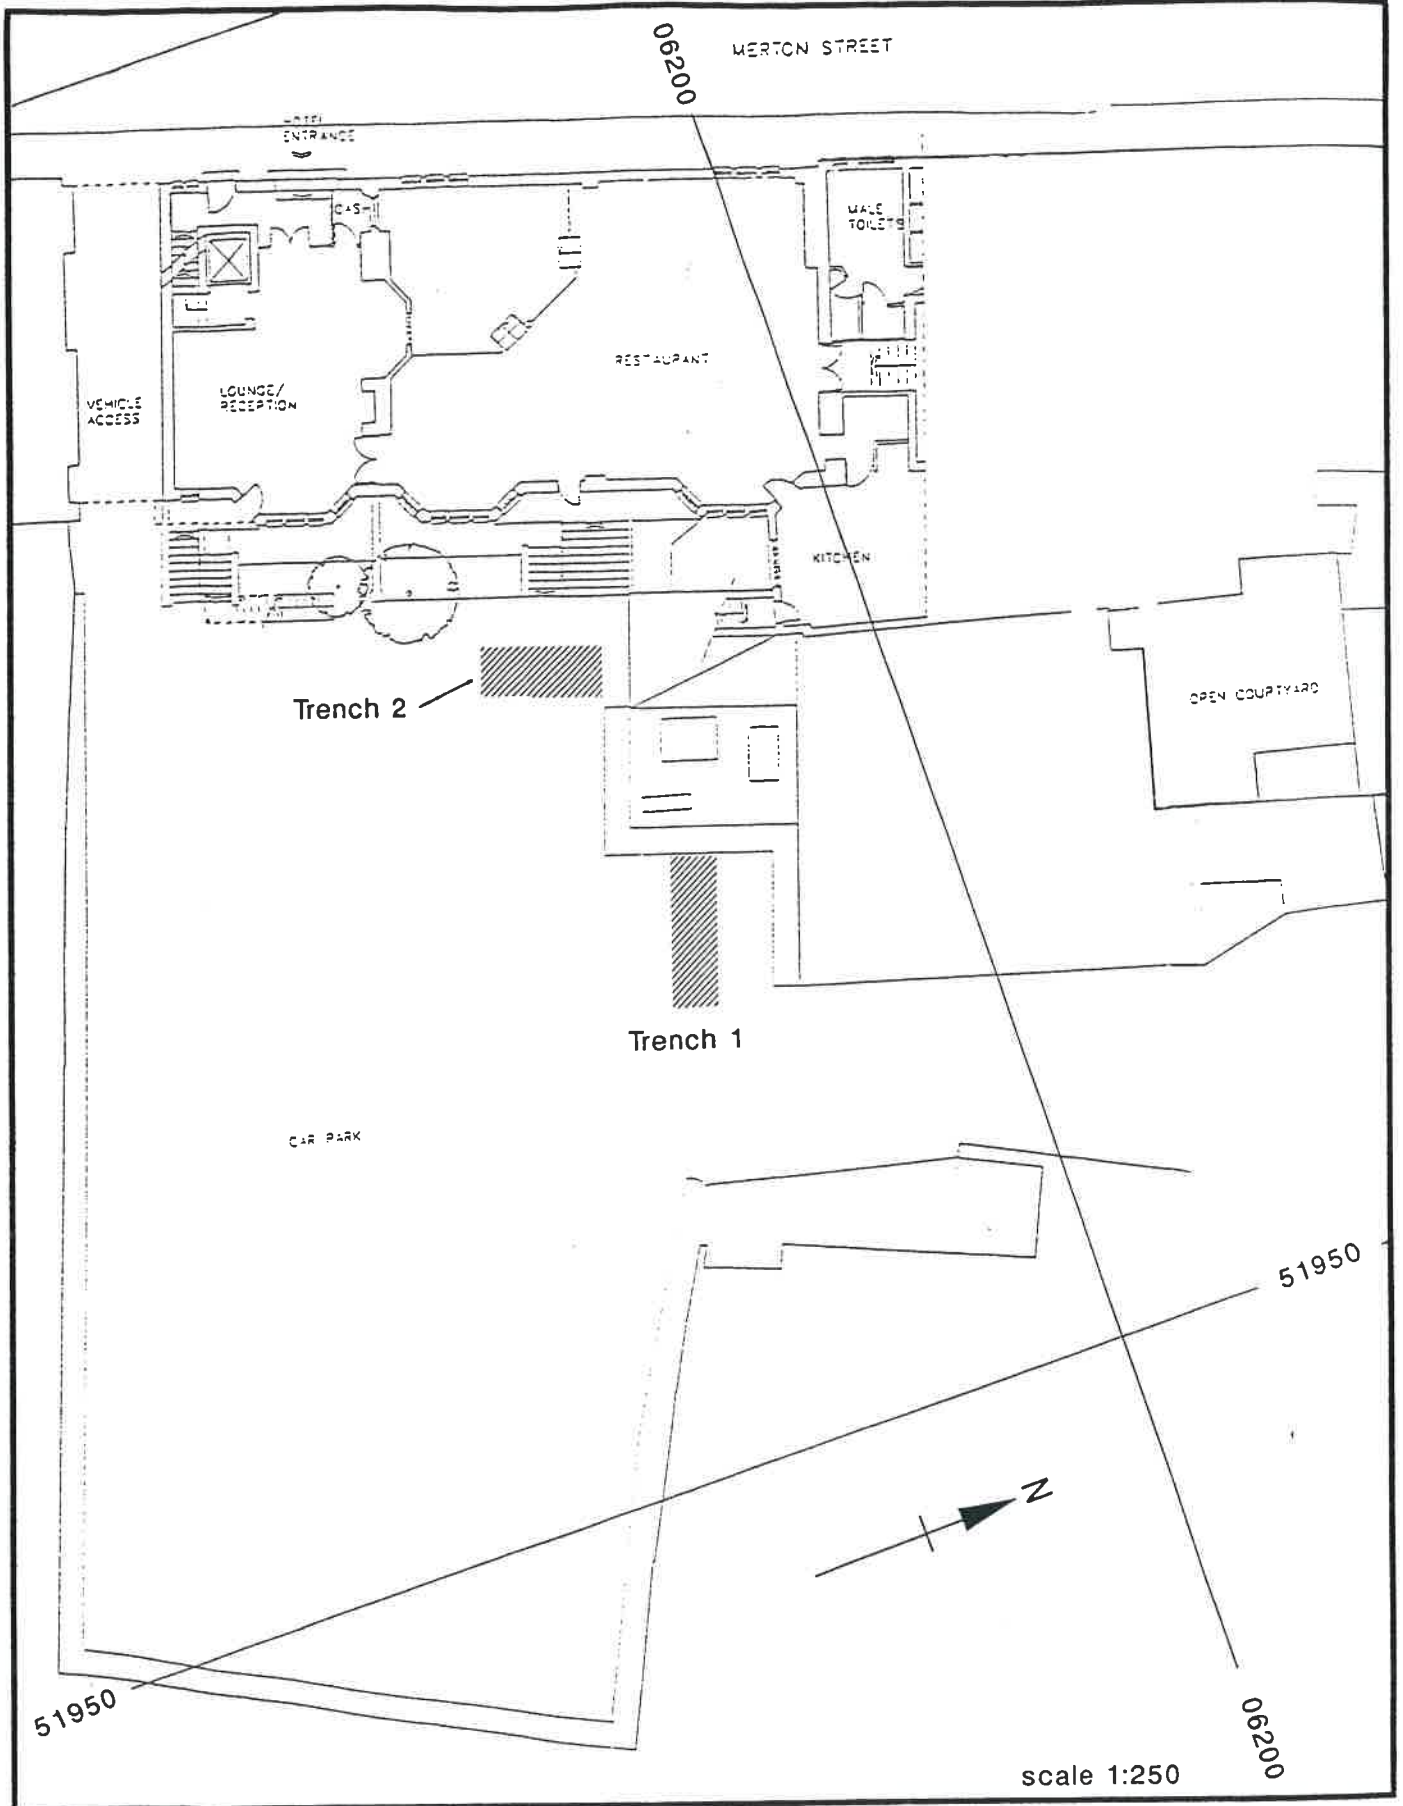 06200
MERTON STREET
HOTEL
ENTRANCE
CASH
MALE
TOILETS
RESTAURANT
LOUNGE/
RECEPTION
VEHICLE
ACCESS
KITCHEN
OPEN COURTYARD
Trench 2
Trench 1
CAR PARK
51950
N
51950
06200
scale 1:250